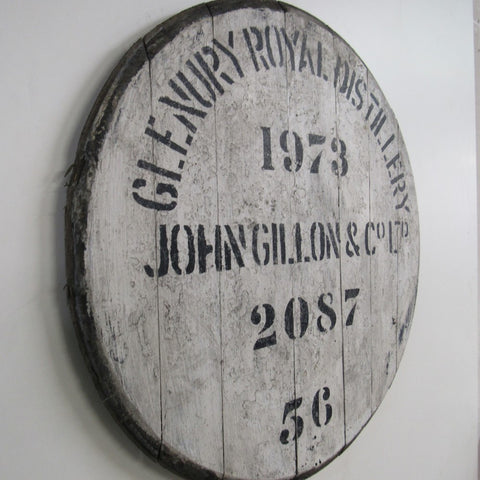 GLENURY ROYAL DISTILLERY
1973
JOHN GILLON & Co LTD
2087
56